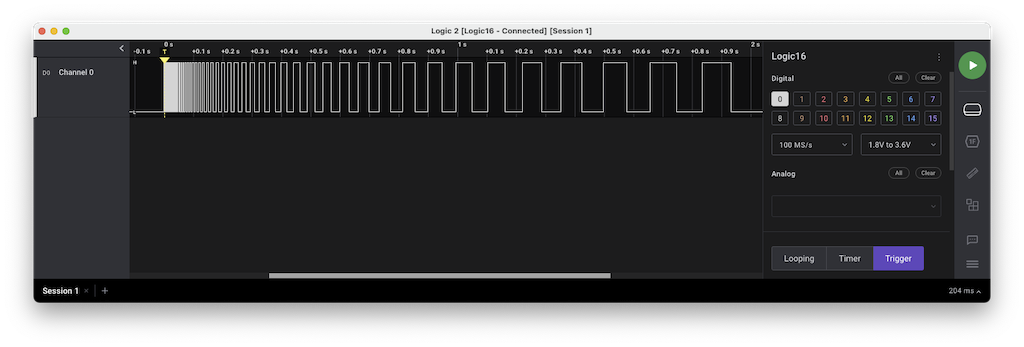 Logic 2 [Logic16 - Connected] [Session 1]
0 s 1 s 2 s
-0.1 s +0.1 s +0.2 s +0.3 s +0.4 s +0.5 s +0.6 s +0.7 s +0.8 s +0.9 s +0.1 s +0.2 s +0.3 s +0.4 s +0.5 s +0.6 s +0.7 s +0.8 s +0.9 s
T
D0 Channel 0
H
L
Logic16
Digital All Clear
0 1 2 3 4 5 6 7
8 9 10 11 12 13 14 15
100 MS/s 1.8V to 3.6V
Analog All Clear
Looping Timer Trigger
1F
Session 1 × +
204 ms